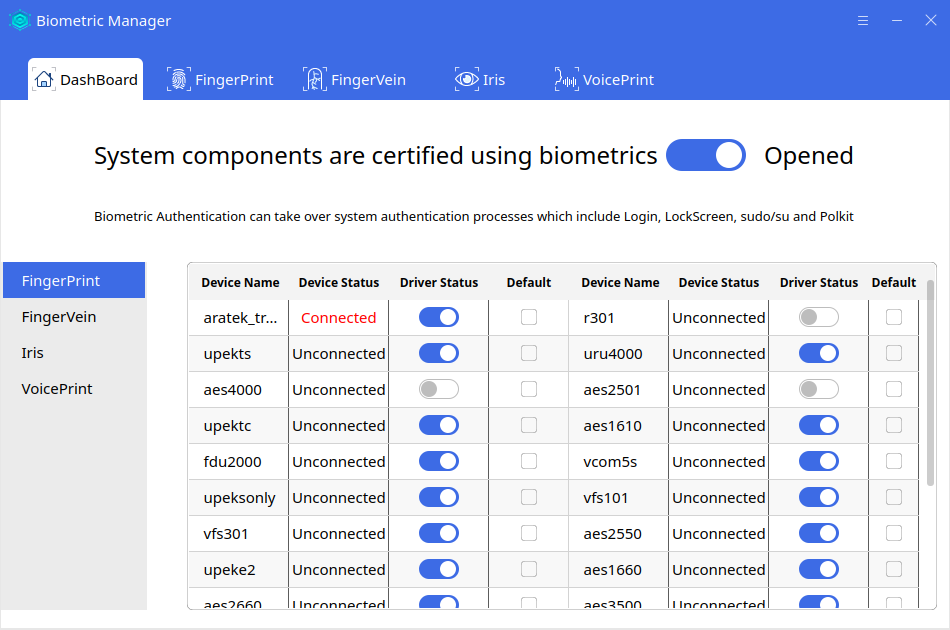 Biometric Manager
DashBoard FingerPrint FingerVein Iris VoicePrint
System components are certified using biometrics Opened
Biometric Authentication can take over system authentication processes which include Login, LockScreen, sudo/su and Polkit
FingerPrint
FingerVein
Iris
VoicePrint
Device Name Device Status Driver Status Default Device Name Device Status Driver Status Default
aratek_tr... Connected r301 Unconnected
upekts Unconnected uru4000 Unconnected
aes4000 Unconnected aes2501 Unconnected
upektc Unconnected aes1610 Unconnected
fdu2000 Unconnected vcom5s Unconnected
upeksonly Unconnected vfs101 Unconnected
vfs301 Unconnected aes2550 Unconnected
upeke2 Unconnected aes1660 Unconnected
aes2660 Unconnected aes3500 Unconnected